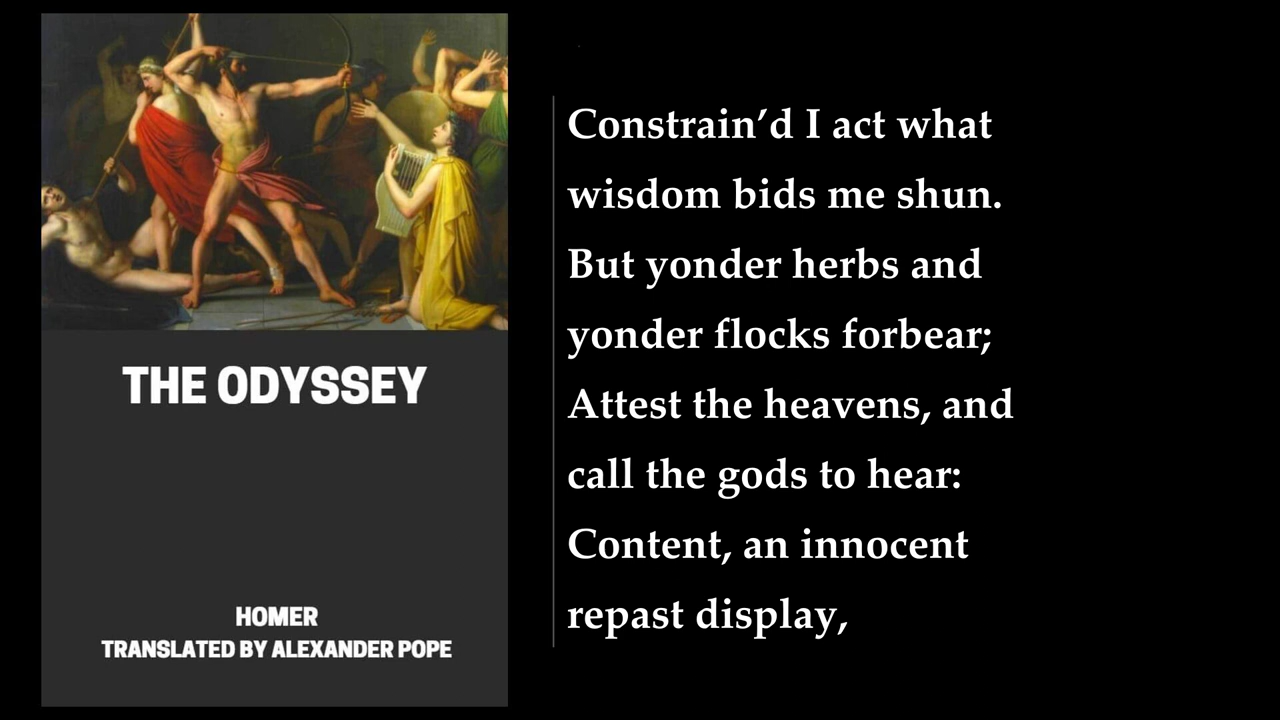 THE ODYSSEY
HOMER
TRANSLATED BY ALEXANDER POPE
Constrain’d I act what
wisdom bids me shun.
But yonder herbs and
yonder flocks forbear;
Attest the heavens, and
call the gods to hear:
Content, an innocent
repast display,